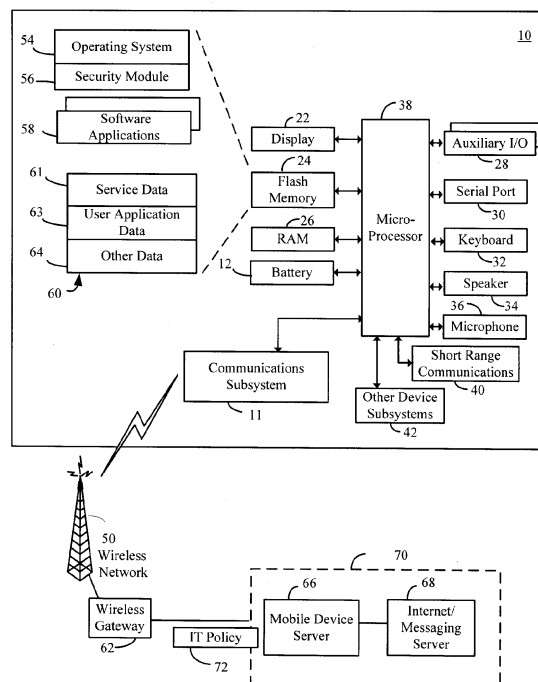 10
54
Operating System
56
Security Module
58
Software
Applications
61
Service Data
63
User Application
Data
64
Other Data
60
22
Display
24
Flash
Memory
26
RAM
12
Battery
38
Micro-
Processor
Auxiliary I/O
28
Serial Port
30
Keyboard
32
Speaker
34
36
Microphone
Short Range
Communications
40
Other Device
Subsystems
42
Communications
Subsystem
11
50
Wireless
Network
Wireless
Gateway
62
IT Policy
72
70
66
Mobile Device
Server
68
Internet/
Messaging
Server